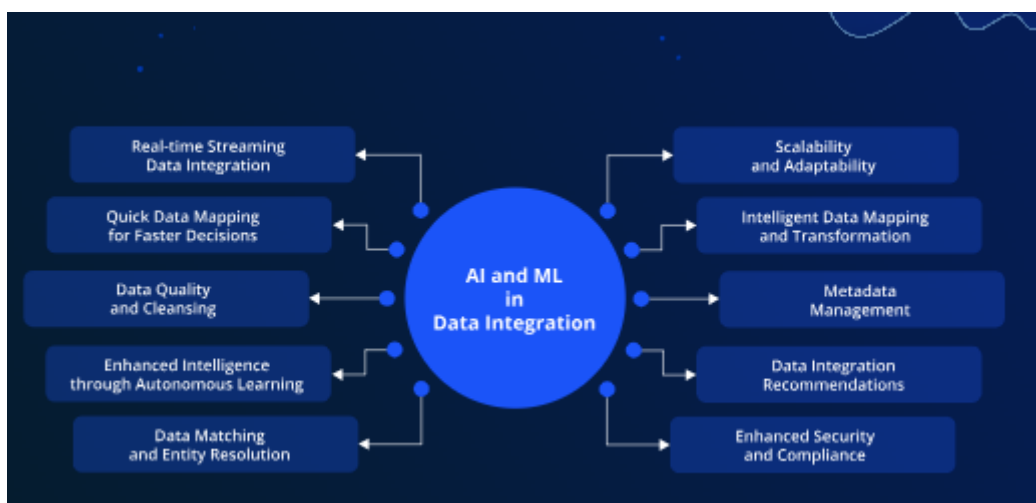 Real-time Streaming
Data Integration
Quick Data Mapping
for Faster Decisions
Data Quality
and Cleansing
Enhanced Intelligence
through Autonomous Learning
Data Matching
and Entity Resolution
AI and ML
in
Data Integration
Scalability
and Adaptability
Intelligent Data Mapping
and Transformation
Metadata
Management
Data Integration
Recommendations
Enhanced Security
and Compliance